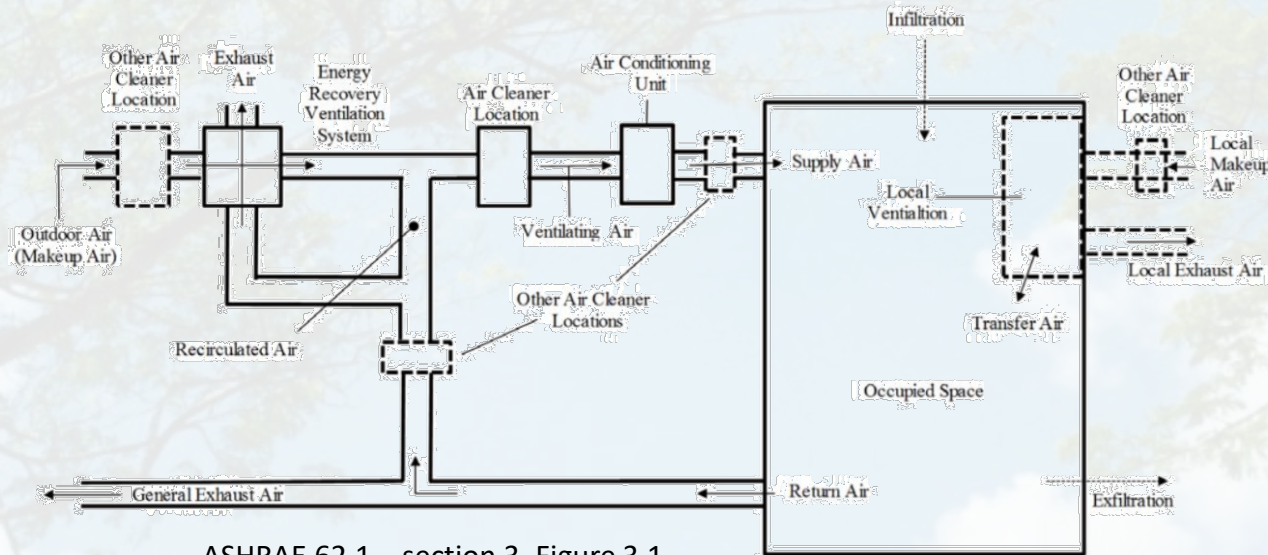 Infiltration
Other Air
Cleaner
Location
Exhaust
Air
Energy
Recovery
Ventilation
System
Air Cleaner
Location
Air Conditioning
Unit
Other Air
Cleaner
Location
Local
Makeup
Air
Supply Air
Local
Ventialtion
Outdoor Air
(Makeup Air)
Ventilating Air
Local Exhaust Air
Other Air Cleaner
Locations
Transfer Air
Recirculated Air
Occupied Space
General Exhaust Air
Return Air
Exfiltration
ASHRAE 62.1 – section 3, Figure 3.1